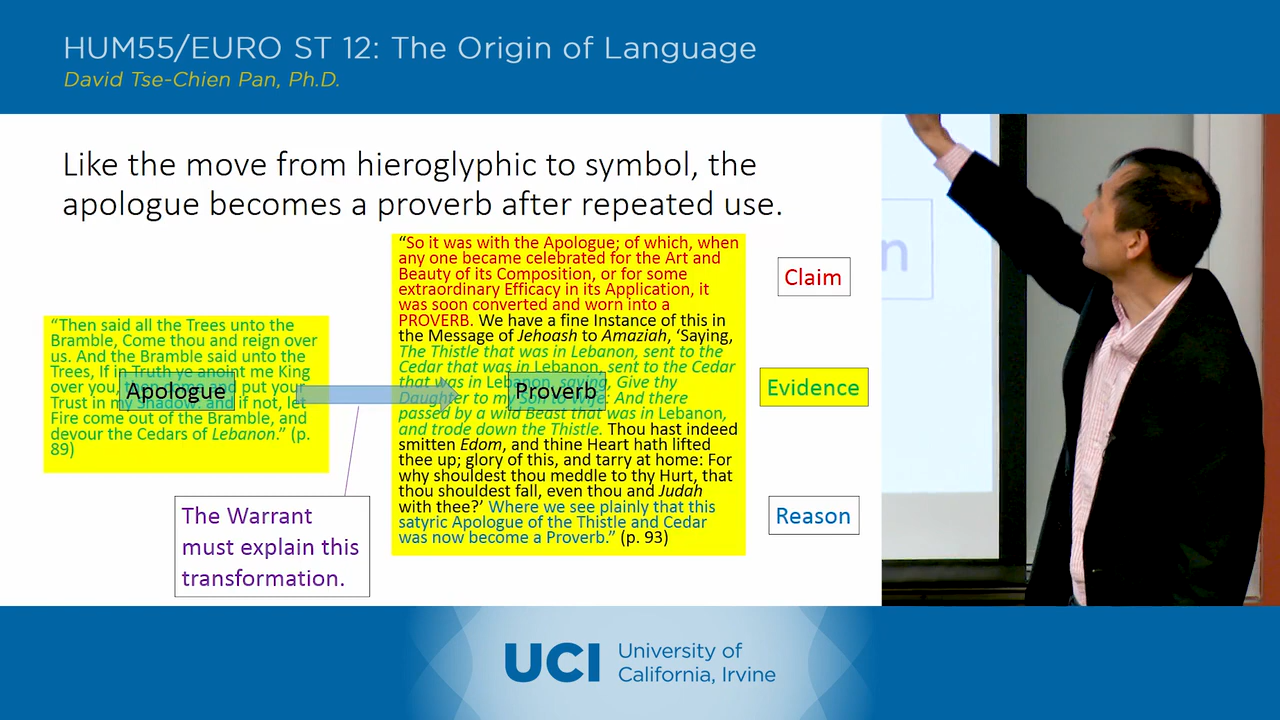 HUM55/EURO ST 12: The Origin of Language
David Tse-Chien Pan, Ph.D.
Like the move from hieroglyphic to symbol, the
apologue becomes a proverb after repeated use.
“Then said all the Trees unto the
Bramble, Come thou and reign over
us. And the Bramble said unto the
Trees, If in Truth ye anoint me King
over you, then come and put your
Trust in my Shadow: and if not, let
Fire come out of the Bramble, and
devour the Cedars of Lebanon.” (p.
89)
Apologue
“So it was with the Apologue; of which, when
any one became celebrated for the Art and
Beauty of its Composition, or for some
extraordinary Efficacy in its Application, it
was soon converted and worn into a
PROVERB. We have a fine Instance of this in
the Message of Jehoash to Amaziah, ‘Saying,
The Thistle that was in Lebanon, sent to the
Cedar that was in Lebanon, sent to the Cedar
that was in Lebanon, saying, Give thy
Daughter to my Son to Wife: And there
passed by a wild Beast that was in Lebanon,
and trode down the Thistle. Thou hast indeed
smitten Edom, and thine Heart hath lifted
thee up; glory of this, and tarry at home: For
why shouldest thou meddle to thy Hurt, that
thou shouldest fall, even thou and Judah
with thee?’ Where we see plainly that this
satyric Apologue of the Thistle and Cedar
was now become a Proverb.” (p. 93)
Proverb
Claim
Evidence
Reason
The Warrant
must explain this
transformation.
n
UCI
University of
California, Irvine